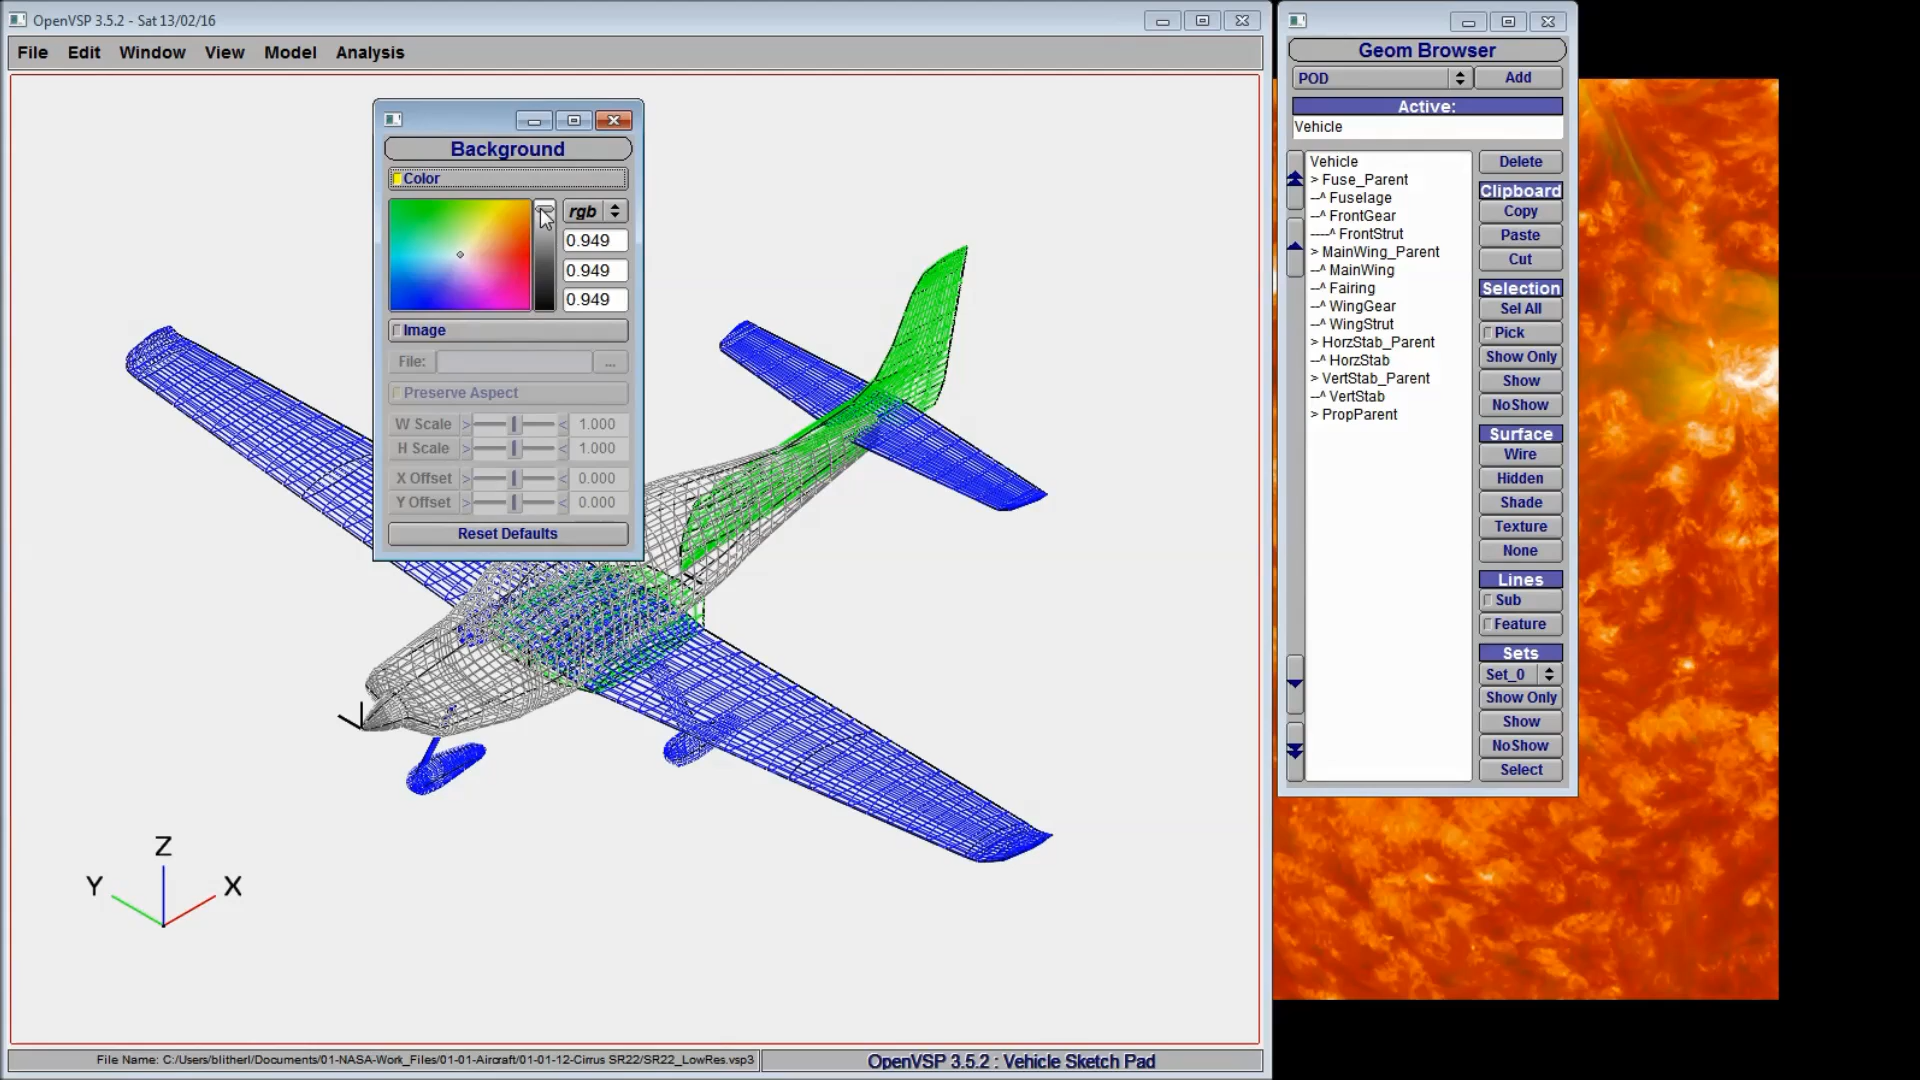 OpenVSP 3.5.2 - Sat 13/02/16
File Edit Window View Model Analysis
Background
Color
rgb
0.949
0.949
0.949
Image
File: ...
Preserve Aspect
W Scale > < 1.000
H Scale > < 1.000
X Offset > < 0.000
Y Offset > < 0.000
Reset Defaults
Z
Y
X
File Name: C:/Users/blitherl/Documents/01-NASA-Work_Files/01-01-Aircraft/01-01-12-Cirrus SR22/SR22_LowRes.vsp3
OpenVSP 3.5.2 : Vehicle Sketch Pad
Geom Browser
POD
Add
Active:
Vehicle
Vehicle
> Fuse_Parent
--^ Fuselage
--^ FrontGear
----^ FrontStrut
> MainWing_Parent
--^ MainWing
--^ Fairing
--^ WingGear
--^ WingStrut
> HorzStab_Parent
--^ HorzStab
> VertStab_Parent
--^ VertStab
> PropParent
Delete
Clipboard
Copy
Paste
Cut
Selection
Sel All
Pick
Show Only
Show
NoShow
Surface
Wire
Hidden
Shade
Texture
None
Lines
Sub
Feature
Sets
Set_0
Show Only
Show
NoShow
Select